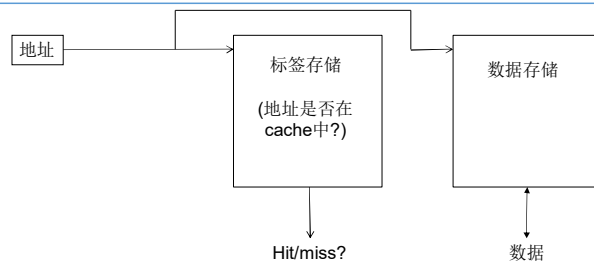 地址
标签存储
(地址是否在
cache中?)
数据存储
Hit/miss?
数据